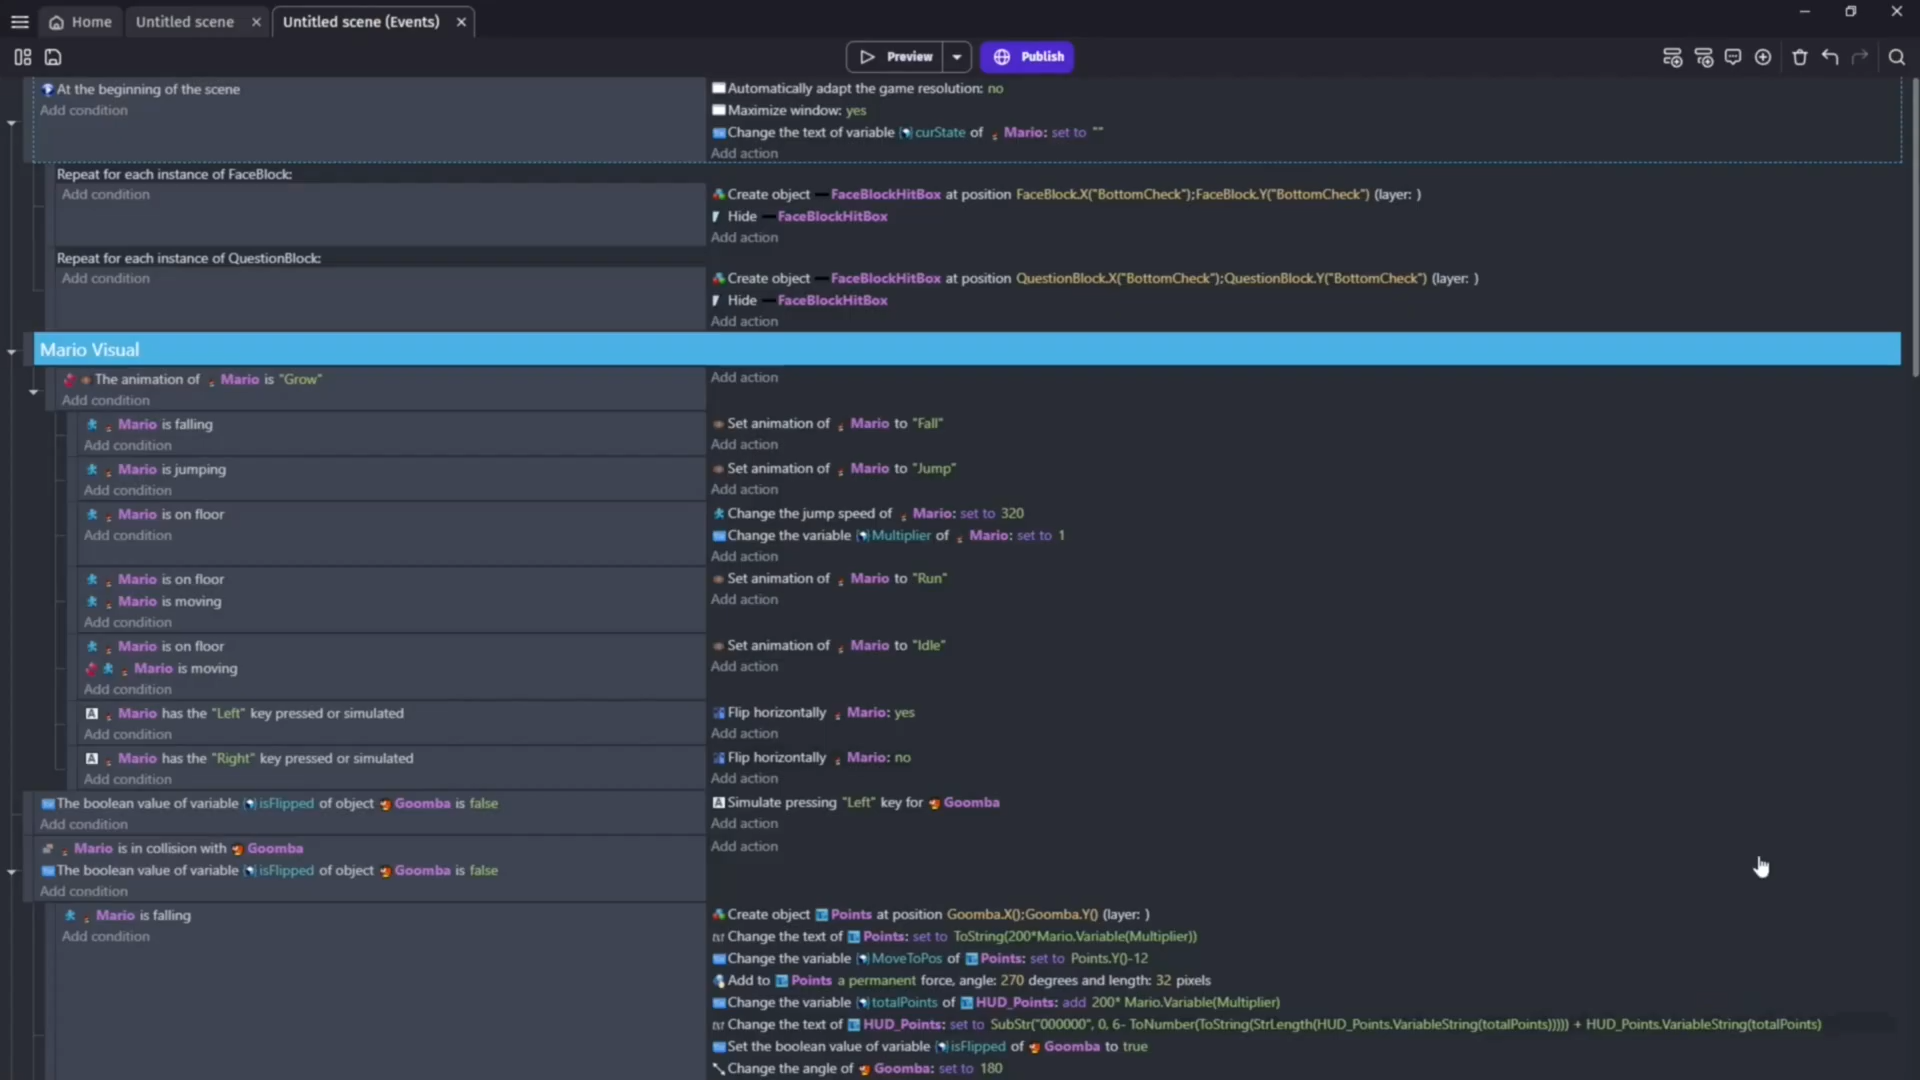 Home
Untitled scene
Untitled scene (Events)
Preview
Publish
At the beginning of the scene
Add condition
Automatically adapt the game resolution: no
Maximize window: yes
Change the text of variable curState of Mario: set to ""
Add action
Repeat for each instance of FaceBlock:
Add condition
Create object FaceBlockHitBox at position FaceBlock.X("BottomCheck");FaceBlock.Y("BottomCheck") (layer: )
Hide FaceBlockHitBox
Add action
Repeat for each instance of QuestionBlock:
Add condition
Create object FaceBlockHitBox at position QuestionBlock.X("BottomCheck");QuestionBlock.Y("BottomCheck") (layer: )
Hide FaceBlockHitBox
Add action
Mario Visual
The animation of Mario is "Grow"
Add condition
Add action
Mario is falling
Add condition
Set animation of Mario to "Fall"
Add action
Mario is jumping
Add condition
Set animation of Mario to "Jump"
Add action
Mario is on floor
Add condition
Change the jump speed of Mario: set to 320
Change the variable Multiplier of Mario: set to 1
Add action
Mario is on floor
Mario is moving
Add condition
Set animation of Mario to "Run"
Add action
Mario is on floor
Mario is moving
Add condition
Set animation of Mario to "Idle"
Add action
Mario has the "Left" key pressed or simulated
Add condition
Flip horizontally Mario: yes
Add action
Mario has the "Right" key pressed or simulated
Add condition
Flip horizontally Mario: no
Add action
The boolean value of variable isFlipped of object Goomba is false
Add condition
Simulate pressing "Left" key for Goomba
Add action
Mario is in collision with Goomba
The boolean value of variable isFlipped of object Goomba is false
Add condition
Add action
Mario is falling
Add condition
Create object Points at position Goomba.X();Goomba.Y() (layer: )
Change the text of Points: set to ToString(200*Mario.Variable(Multiplier))
Change the variable MoveToPos of Points: set to Points.Y()-12
Add to Points a permanent force, angle: 270 degrees and length: 32 pixels
Change the variable totalPoints of HUD_Points: add 200* Mario.Variable(Multiplier)
Change the text of HUD_Points: set to SubStr("000000", 0, 6- ToNumber(ToString(StrLength(HUD_Points.VariableString(totalPoints))))) + HUD_Points.VariableString(totalPoints)
Set the boolean value of variable isFlipped of Goomba to true
Change the angle of Goomba: set to 180